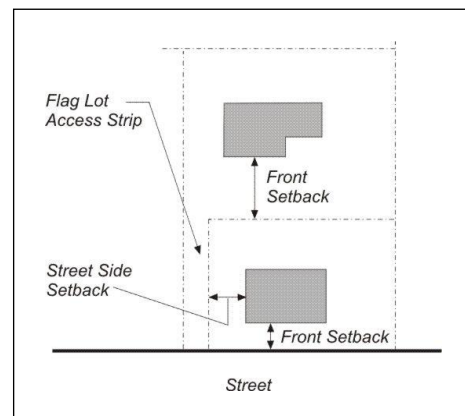 Flag Lot
Access Strip
Front
Setback
Street Side
Setback
Front Setback
Street